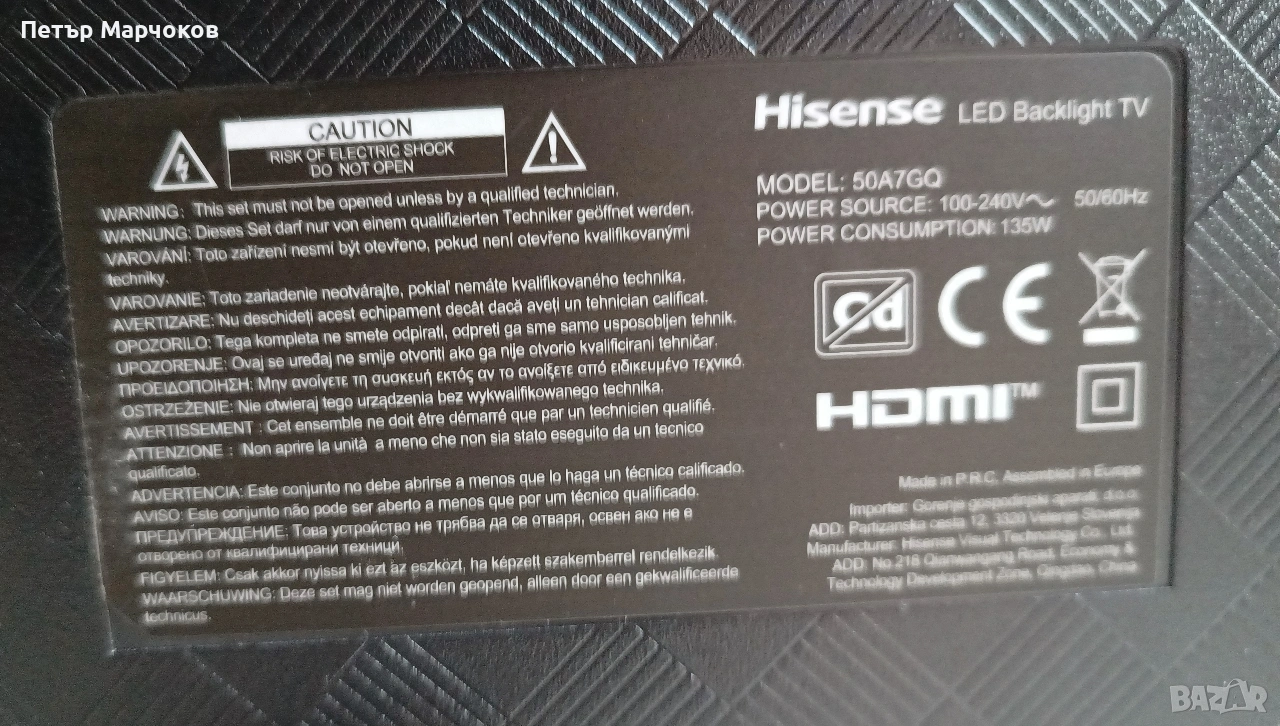 Петър Марчоков
CAUTION
RISK OF ELECTRIC SHOCK
DO NOT OPEN
WARNING: This set must not be opened unless by a qualified technician.
WARNUNG: Dieses Set darf nur von einem qualifizierten Techniker geöffnet werden.
VAROVÁNÍ: Toto zařízení nesmí být otevřeno, pokud není otevřeno kvalifikovanými
techniky.
VAROVANIE: Toto zariadenie neotvárajte, pokiaľ nemáte kvalifikovaného technika.
AVERTIZARE: Nu deschideți acest echipament decât dacă aveți un tehnician calificat.
OPOZORILO: Tega kompleta ne smete odpirati, odpreti ga sme samo usposobljen tehnik.
UPOZORENJE: Ovaj se uređaj ne smije otvoriti ako ga nije otvorio kvalificirani tehničar.
ΠΡΟΕΙΔΟΠΟΙΗΣΗ: Μην ανοίγετε τη συσκευή εκτός αν το ανοίξετε από ειδικευμένο τεχνικό.
OSTRZEŻENIE: Nie otwieraj tego urządzenia bez wykwalifikowanego technika.
AVERTISSEMENT : Cet ensemble ne doit être démarré que par un technicien qualifié.
ATTENZIONE : Non aprire la unità a meno che non sia stato eseguito da un tecnico
qualificato.
ADVERTENCIA: Este conjunto no debe abrirse a menos que lo haga un técnico calificado.
AVISO: Este conjunto não pode ser aberto a menos que por um técnico qualificado.
ПРЕДУПРЕЖДЕНИЕ: Това устройство не трябва да се отваря, освен ако не е
отворено от квалифицирани техници.
FIGYELEM: Csak akkor nyissa ki ezt az eszközt, ha képzett szakemberrel rendelkezik
WAARSCHUWING: Deze set mag niet worden geopend, alleen door een gekwalificeerde
technicus.
Hisense LED Backlight TV
MODEL: 50A7GQ
POWER SOURCE: 100-240V～ 50/60Hz
POWER CONSUMPTION: 135W
Cd
CE
HDMI™
Made in P.R.C. Assembled in Europe
Importer: Gorenje gospodinjski aparati, d.o.o.
ADD: Partizanska cesta 12, 3320 Velenje Slovenija
Manufacturer: Hisense Visual Technology Co., Ltd.
ADD: No.218 Qianwangang Road, Economy &
Technology Development Zone, Qingdao, China
BAZAR